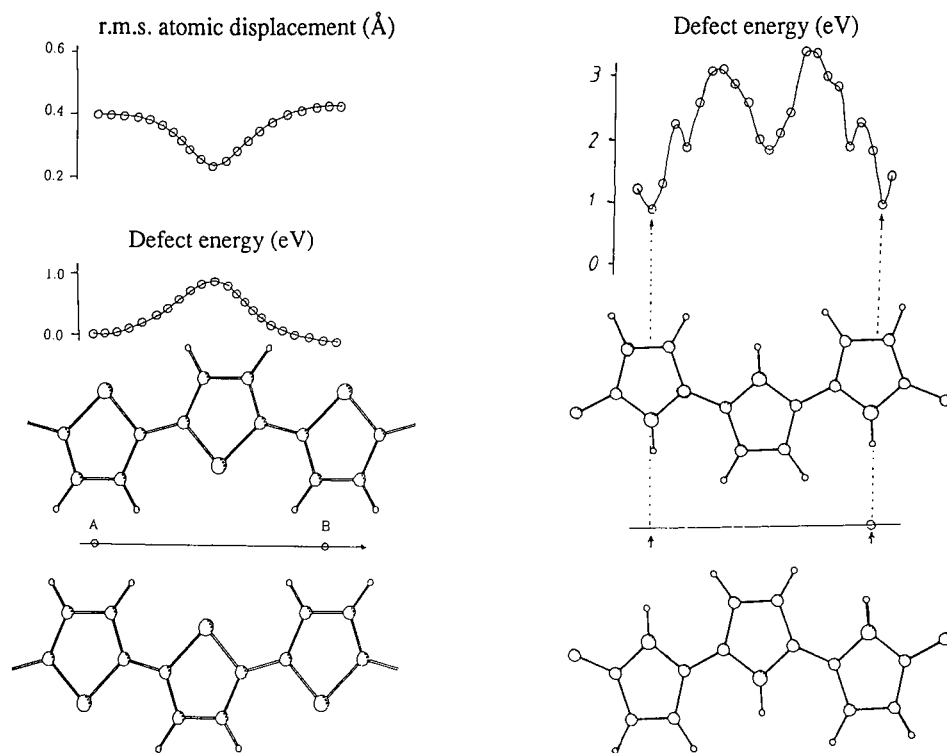 r.m.s. atomic displacement (Å)
0.6
0.4
0.2
Defect energy (eV)
1.0
0.0
A
B
Defect energy (eV)
3
2
1
0